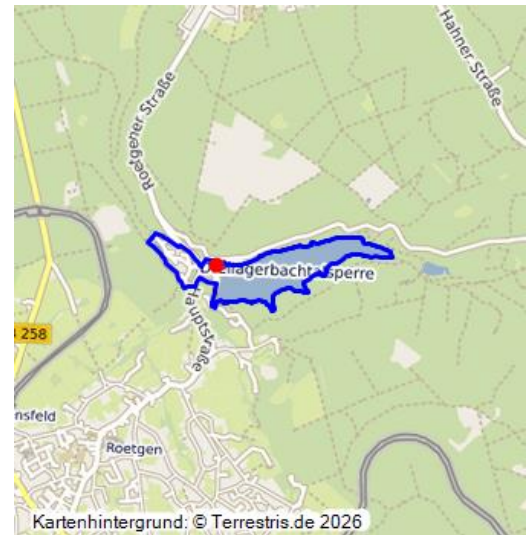 Hahner Straße
Roetgener Straße
Hauptstraße
258
Roetgen
Kartenhintergrund: © Terrestris.de 2026